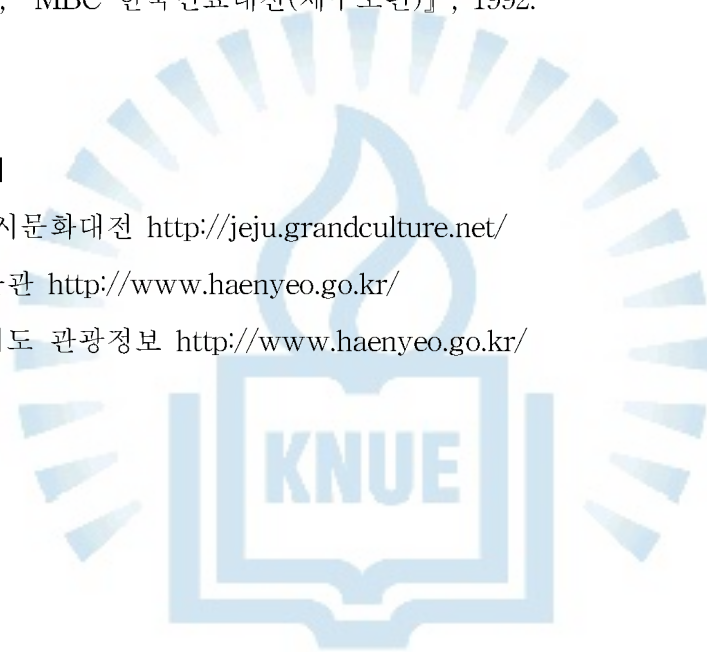 MBC 한국민요대전(제주도편)』, 1992.
시문화대전 http://jeju.grandculture.net/
관 http://www.haenyeo.go.kr/
도 관광정보 http://www.haenyeo.go.kr/
KNUE